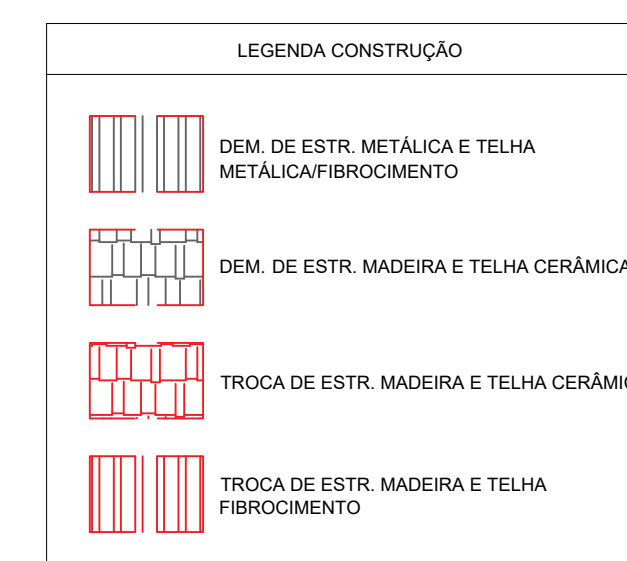 LEGENDA CONSTRUÇÃO
DEM. DE ESTR. METÁLICA E TELHA
METÁLICA/FIBROCIMENTO
DEM. DE ESTR. MADEIRA E TELHA CERÂMICA
TROCA DE ESTR. MADEIRA E TELHA
TROCA DE ESTR. MADEIRA E TELHA
FIBROCIMENTO